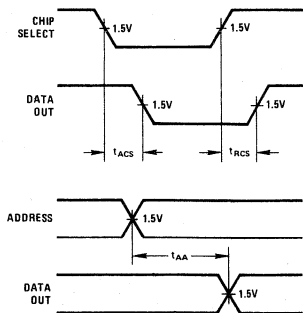 CHIP
SELECT
1.5V
1.5V
DATA
OUT
1.5V
1.5V
tACS
tRCS
ADDRESS
1.5V
tAA
DATA
OUT
1.5V